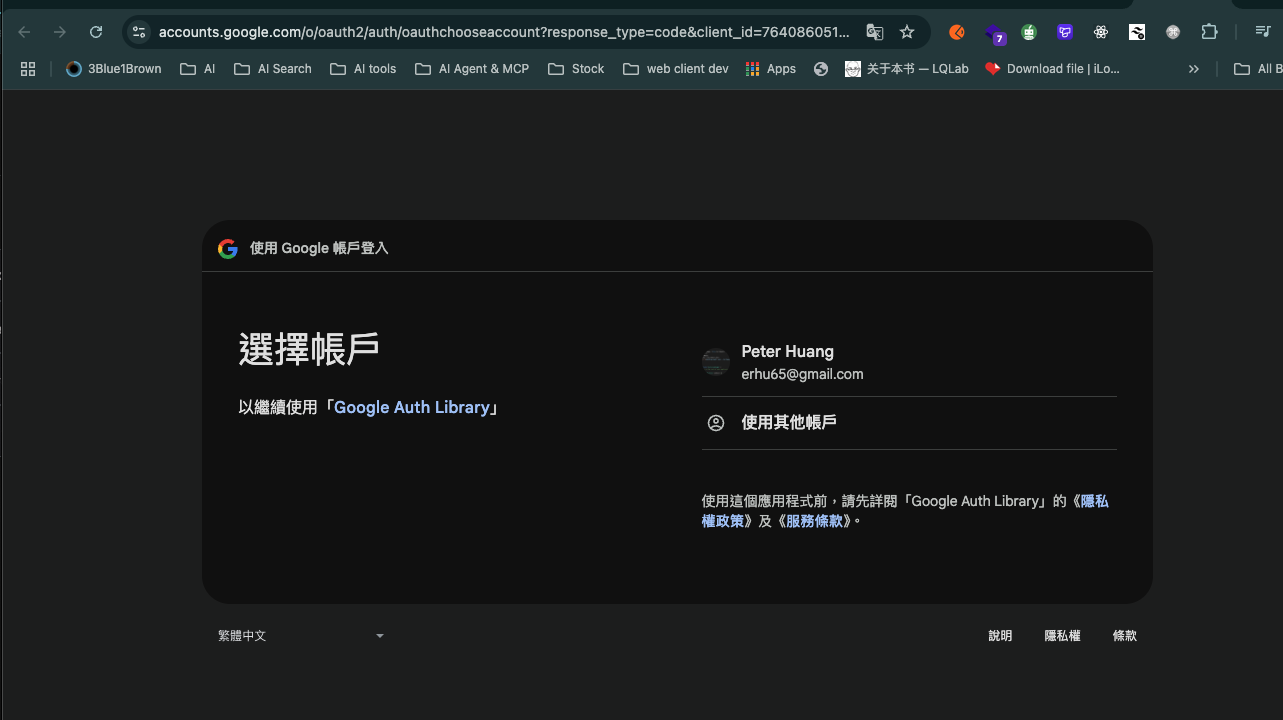 accounts.google.com/o/oauth2/auth/oauthchooseaccount?response_type=code&client_id=764086051...
7
3Blue1Brown
AI
AI Search
AI tools
AI Agent & MCP
Stock
web client dev
Apps
关于本书 — LQLab
Download file | iLo...
All B
使用 Google 帳戶登入
選擇帳戶
以繼續使用「Google Auth Library」
Peter Huang
erhu65@gmail.com
使用其他帳戶
使用這個應用程式前，請先詳閱「Google Auth Library」的《隱私
權政策》及《服務條款》。
繁體中文
說明
隱私權
條款